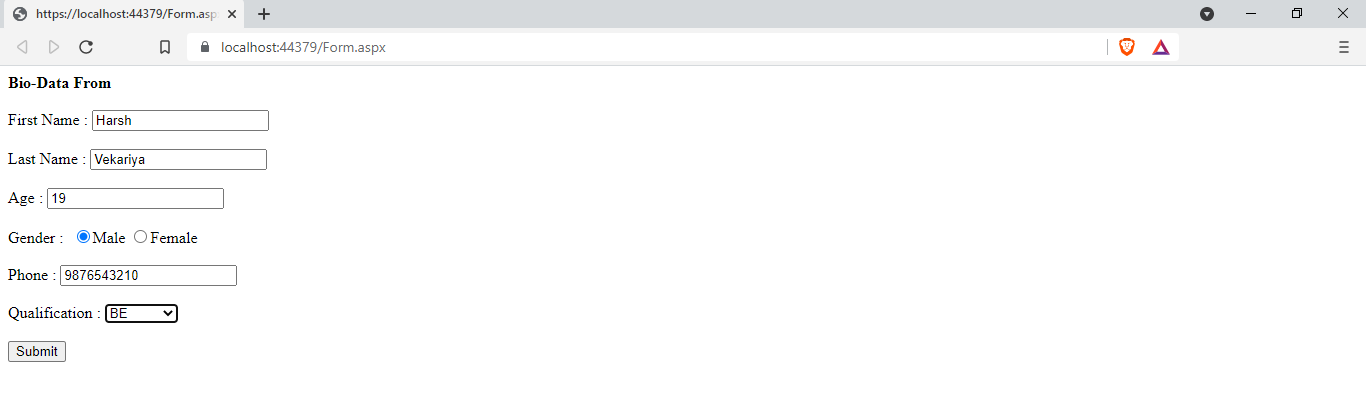 https://localhost:44379/Form.asp
localhost:44379/Form.aspx
Bio-Data From
First Name : Harsh
Last Name : Vekariya
Age : 19
Gender : Male Female
Phone : 9876543210
Qualification : BE
Submit